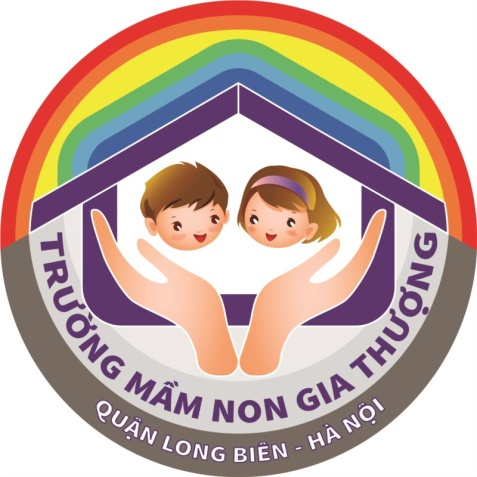 TRƯỜNG MẦM NON GIA THƯỢNG
QUẬN LONG BIÊN - HÀ NỘI